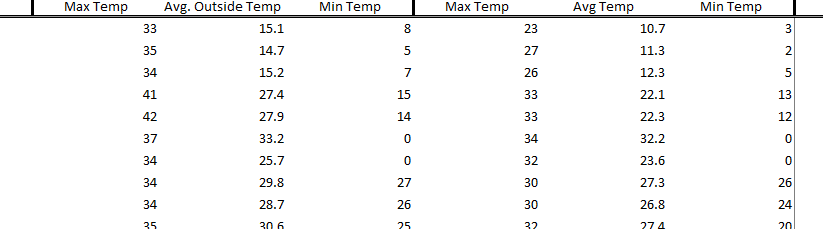 Max Temp Avg. Outside Temp Min Temp Max Temp Avg Temp Min Temp
33 15.1 8 23 10.7 3
35 14.7 5 27 11.3 2
34 15.2 7 26 12.3 5
41 27.4 15 33 22.1 13
42 27.9 14 33 22.3 12
37 33.2 0 34 32.2 0
34 25.7 0 32 23.6 0
34 29.8 27 30 27.3 26
34 28.7 26 30 26.8 24
35 30.6 25 32 27.4 20